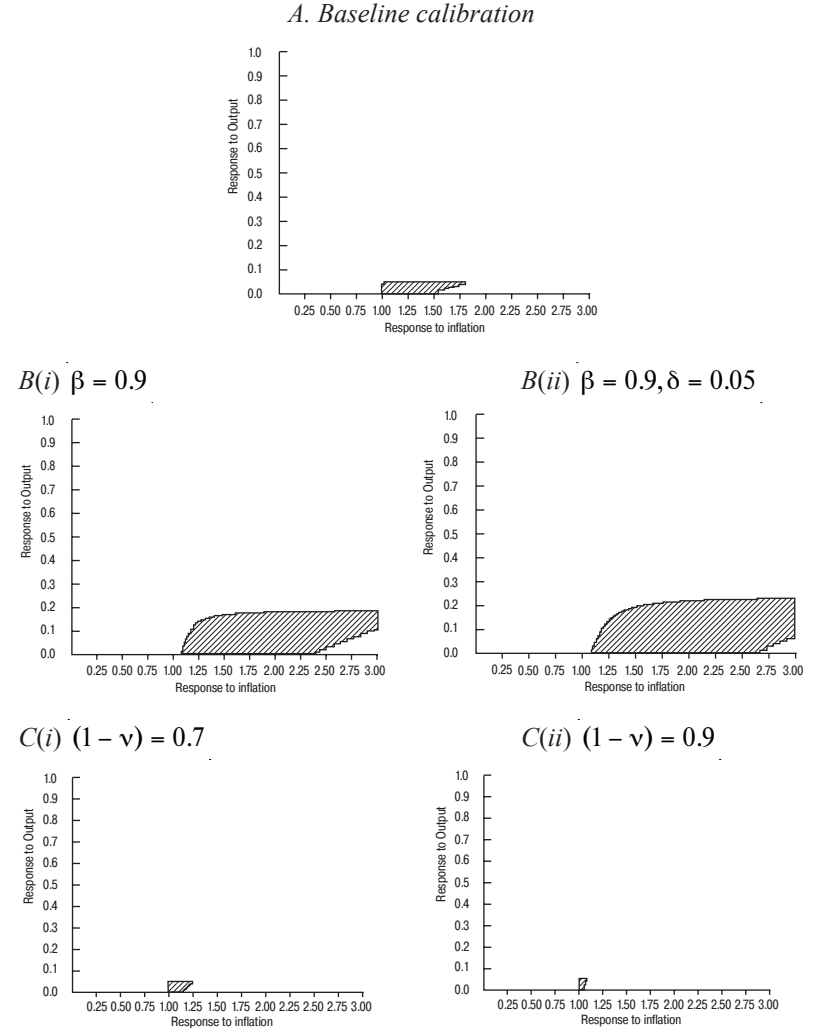 A. Baseline calibration
1.0
0.9
0.8
0.7
0.6
0.5
0.4
0.3
0.2
0.1
0.0
Response to Output
0.25 0.50 0.75 1.00 1.25 1.50 1.75 2.00 2.25 2.50 2.75 3.00
Response to inflation
B(i) β = 0.9
1.0
0.9
0.8
0.7
0.6
0.5
0.4
0.3
0.2
0.1
0.0
Response to Output
0.25 0.50 0.75 1.00 1.25 1.50 1.75 2.00 2.25 2.50 2.75 3.00
Response to inflation
B(ii) β = 0.9, δ = 0.05
1.0
0.9
0.8
0.7
0.6
0.5
0.4
0.3
0.2
0.1
0.0
Response to Output
0.25 0.50 0.75 1.00 1.25 1.50 1.75 2.00 2.25 2.50 2.75 3.00
Response to inflation
C(i) (1 – ν) = 0.7
1.0
0.9
0.8
0.7
0.6
0.5
0.4
0.3
0.2
0.1
0.0
Response to Output
0.25 0.50 0.75 1.00 1.25 1.50 1.75 2.00 2.25 2.50 2.75 3.00
Response to inflation
C(ii) (1 – ν) = 0.9
1.0
0.9
0.8
0.7
0.6
0.5
0.4
0.3
0.2
0.1
0.0
Response to Output
0.25 0.50 0.75 1.00 1.25 1.50 1.75 2.00 2.25 2.50 2.75 3.00
Response to inflation